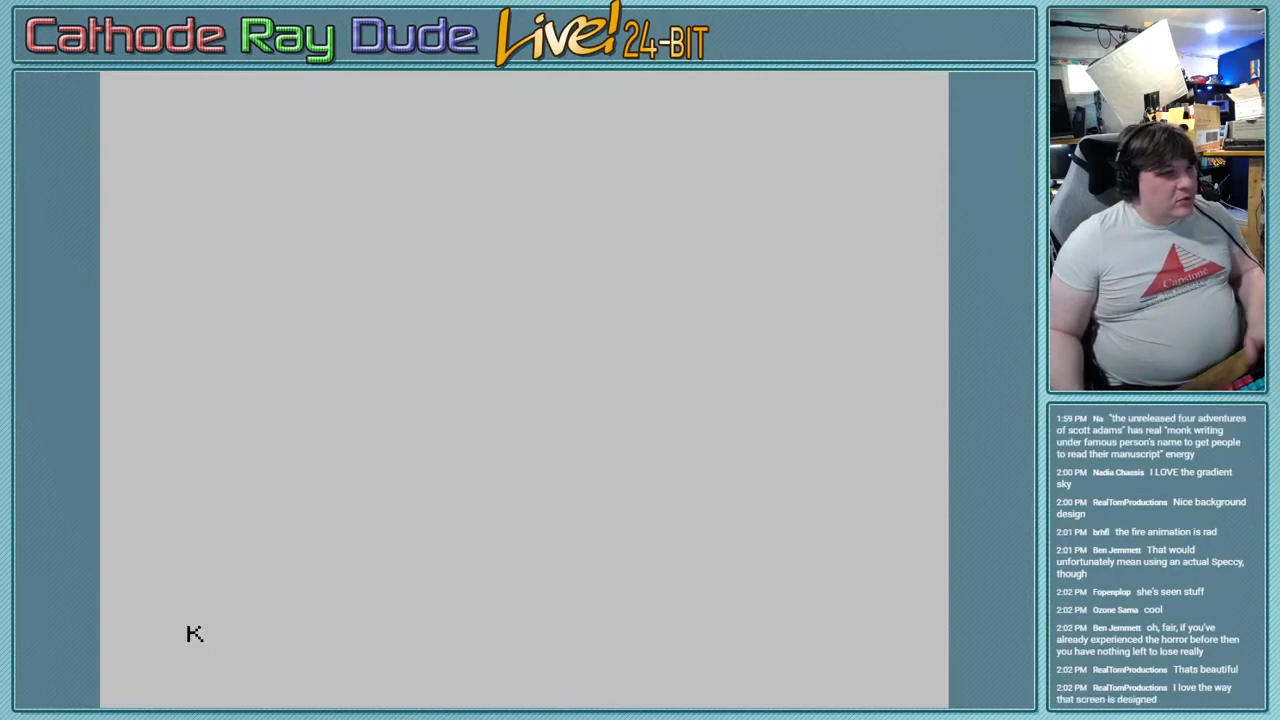 Cathode Ray Dude Live! 24-BIT
Capstone
K
1:59 PM Na "the unreleased four adventures
of scott adams" has real "monk writing
under famous person's name to get people
to read their manuscript" energy
2:00 PM Nadia Chassis I LOVE the gradient
sky
2:00 PM RealTomProductions Nice background
design
2:01 PM brhfl the fire animation is rad
2:01 PM Ben Jemmett That would
unfortunately mean using an actual Speccy,
though
2:02 PM Fopenplop she's seen stuff
2:02 PM Ozone Sama cool
2:02 PM Ben Jemmett oh, fair, if you've
already experienced the horror before then
you have nothing left to lose really
2:02 PM RealTomProductions Thats beautiful
2:02 PM RealTomProductions I love the way
that screen is designed